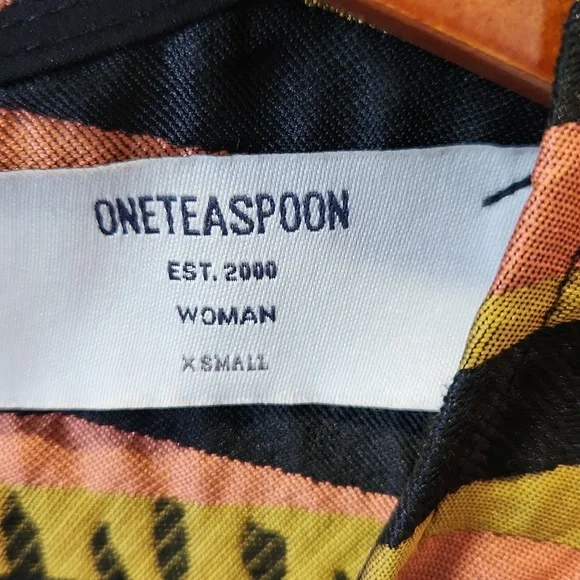 ONETEASPOON
EST. 2000
WOMAN
X SMALL